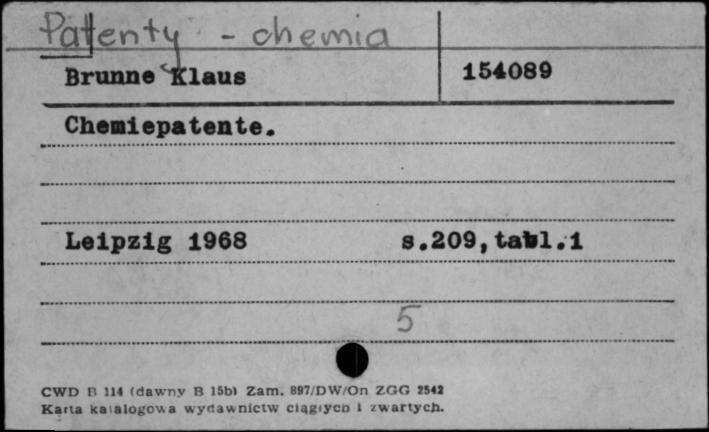 Patenty - chemia
Brunne Klaus 154089
Chemiepatente.
Leipzig 1968 s.209, tabl.1
5
CWD B 114 (dawny B 15b) Zam. 897/DW/On ZGG 2542
Karta katalogowa wydawnictw ciągłych i zwartych.